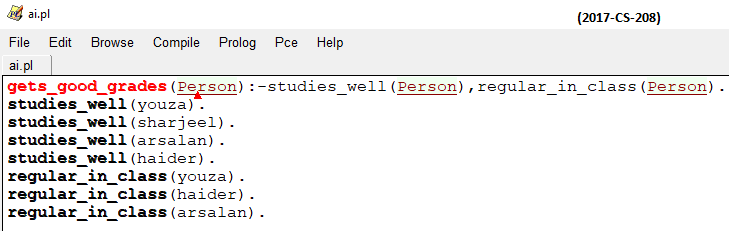 ai.pl
(2017-CS-208)
File Edit Browse Compile Prolog Pce Help
ai.pl
gets_good_grades(Person):-studies_well(Person),regular_in_class(Person).
studies_well(youza).
studies_well(sharjeel).
studies_well(arsalan).
studies_well(haider).
regular_in_class(youza).
regular_in_class(haider).
regular_in_class(arsalan).